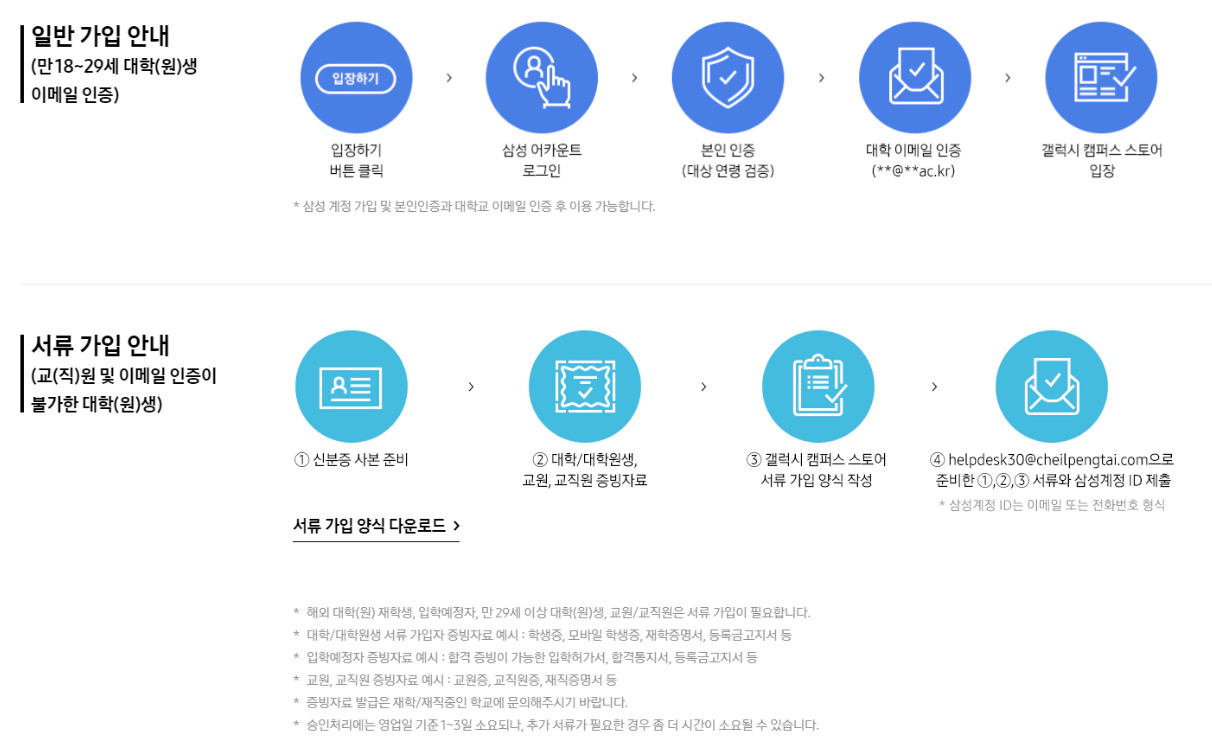 일반 가입 안내
(만 18~29세 대학(원)생
이메일 인증)
입장하기
입장하기
버튼 클릭
삼성 어카운트
로그인
본인 인증
(대상 연령 검증)
대학 이메일 인증
(**@**ac.kr)
갤럭시 캠퍼스 스토어
입장
* 삼성 계정 가입 및 본인인증과 대학교 이메일 인증 후 이용 가능합니다.
서류 가입 안내
(교(직)원 및 이메일 인증이
불가한 대학(원)생)
① 신분증 사본 준비
② 대학/대학원생,
교원, 교직원 증빙자료
③ 갤럭시 캠퍼스 스토어
서류 가입 양식 작성
④ helpdesk30@cheilpengtai.com으로
준비한 ①,②,③ 서류와 삼성계정 ID 제출
* 삼성계정 ID는 이메일 또는 전화번호 형식
서류 가입 양식 다운로드 >
* 해외 대학(원) 재학생, 입학예정자, 만 29세 이상 대학(원)생, 교원/교직원은 서류 가입이 필요합니다.
* 대학/대학원생 서류 가입자 증빙자료 예시 : 학생증, 모바일 학생증, 재학증명서, 등록금고지서 등
* 입학예정자 증빙자료 예시 : 합격 증빙이 가능한 입학허가서, 합격통지서, 등록금고지서 등
* 교원, 교직원 증빙자료 예시 : 교원증, 교직원증, 재직증명서 등
* 증빙자료 발급은 재학/재직중인 학교에 문의해주시기 바랍니다.
* 승인처리에는 영업일 기준 1~3일 소요되나, 추가 서류가 필요한 경우 좀 더 시간이 소요될 수 있습니다.